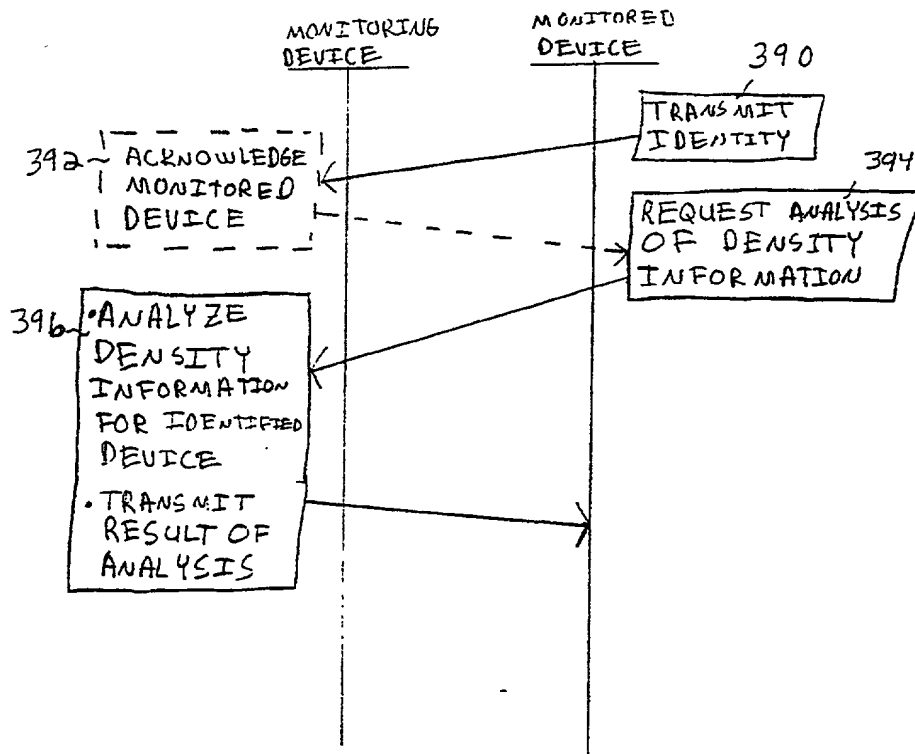 MONITORING
DEVICE
MONITORED
DEVICE
390
TRANSMIT
IDENTITY
392
ACKNOWLEDGE
MONITORED
DEVICE
394
REQUEST ANALYSIS
OF DENSITY
INFORMATION
396
•ANALYZE
DENSITY
INFORMATION
FOR IDENTIFIED
DEVICE
•TRANSMIT
RESULT OF
ANALYSIS